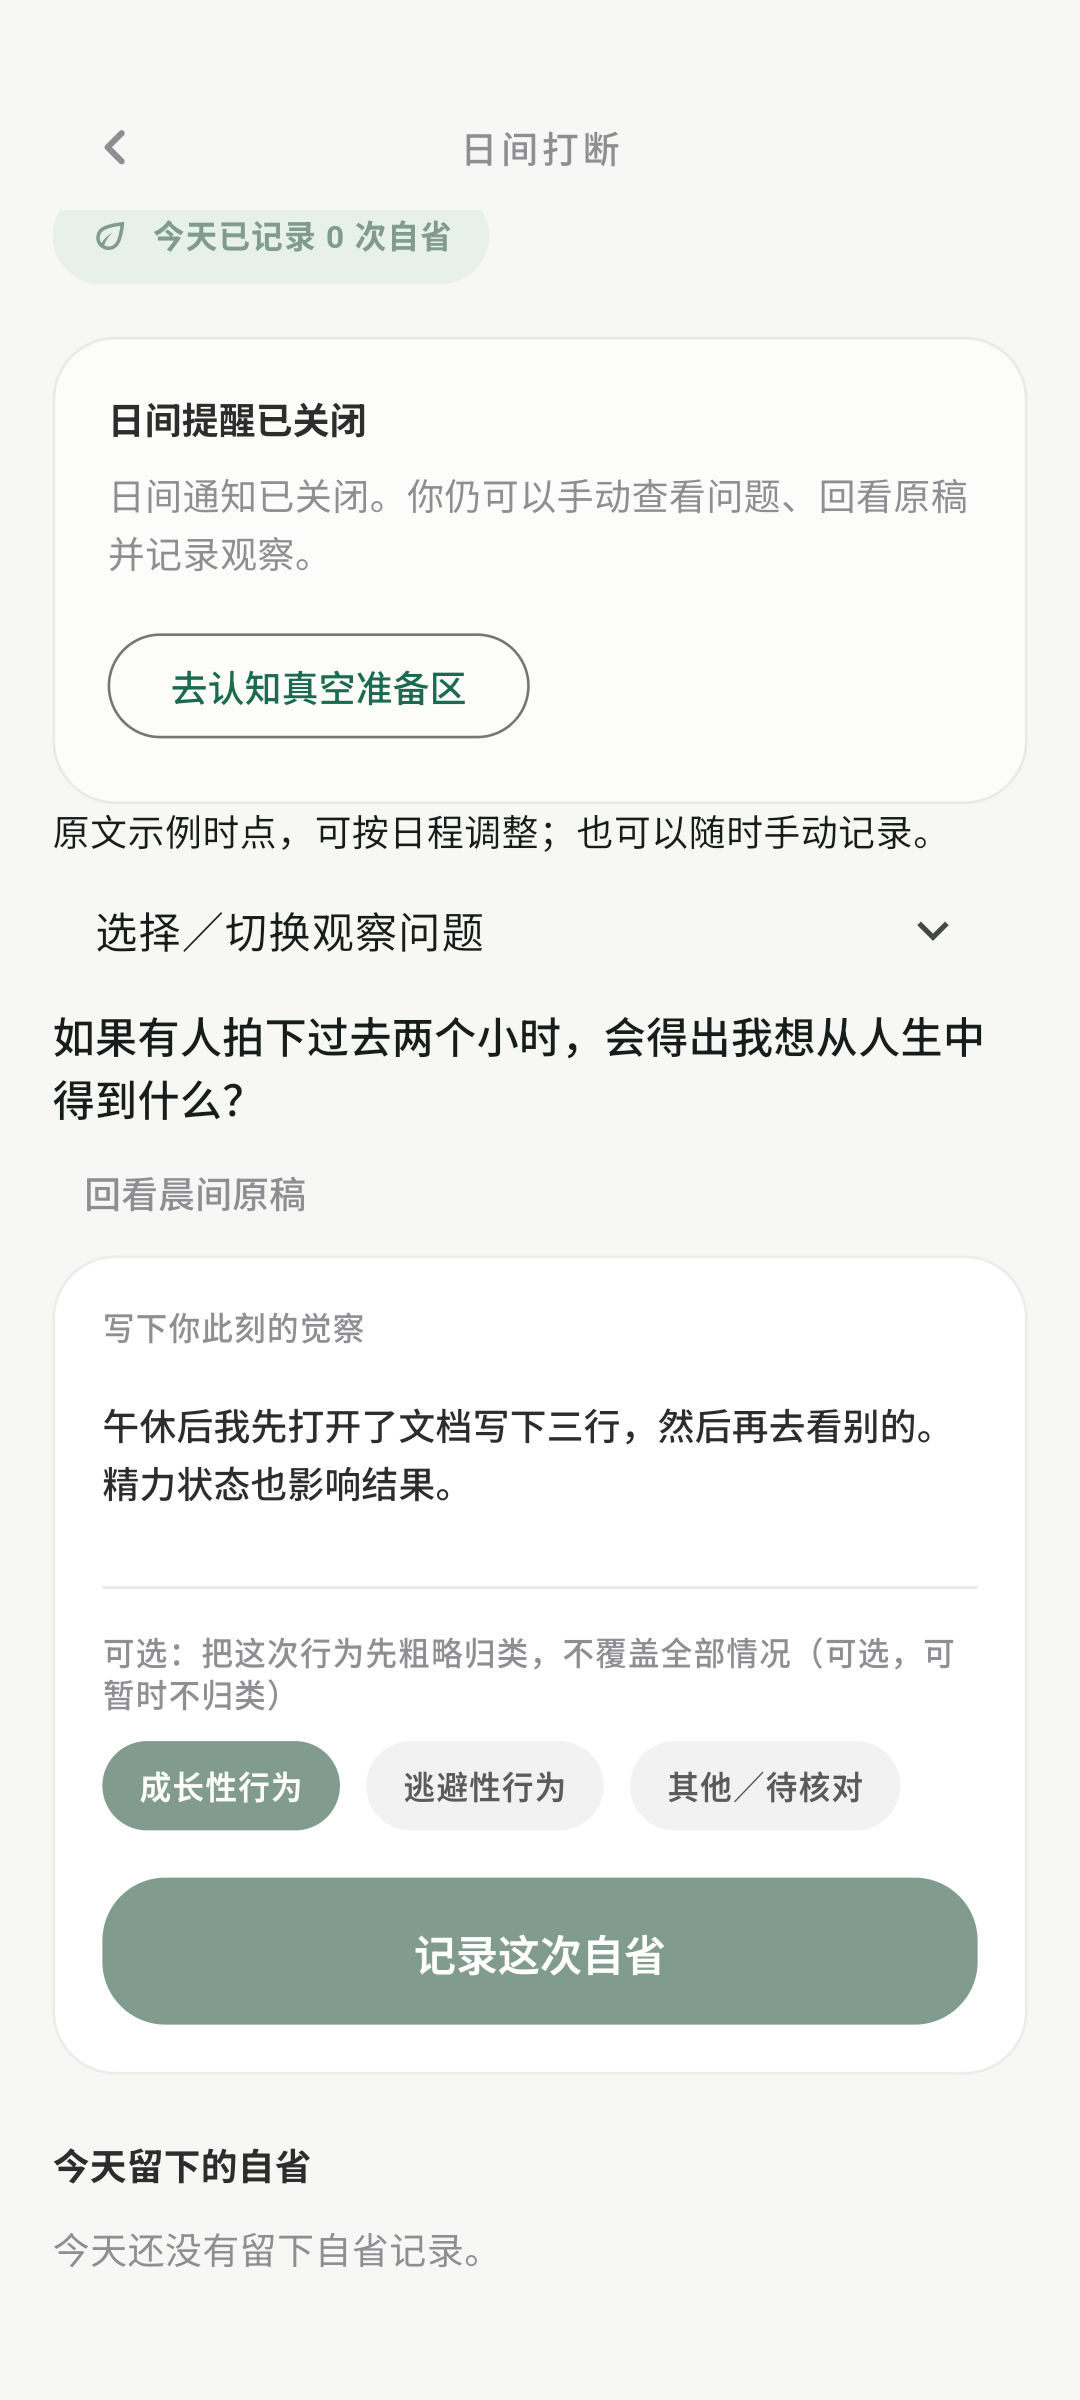 日间打断
今天已记录 0 次自省
日间提醒已关闭
日间通知已关闭。你仍可以手动查看问题、回看原稿
并记录观察。
去认知真空准备区
原文示例时点，可按日程调整；也可以随时手动记录。
选择／切换观察问题
如果有人拍下过去两个小时，会得出我想从人生中
得到什么？
回看晨间原稿
写下你此刻的觉察
午休后我先打开了文档写下三行，然后再去看别的。
精力状态也影响结果。
可选：把这次行为先粗略归类，不覆盖全部情况（可选，可
暂时不归类）
成长性行为 逃避性行为 其他／待核对
记录这次自省
今天留下的自省
今天还没有留下自省记录。